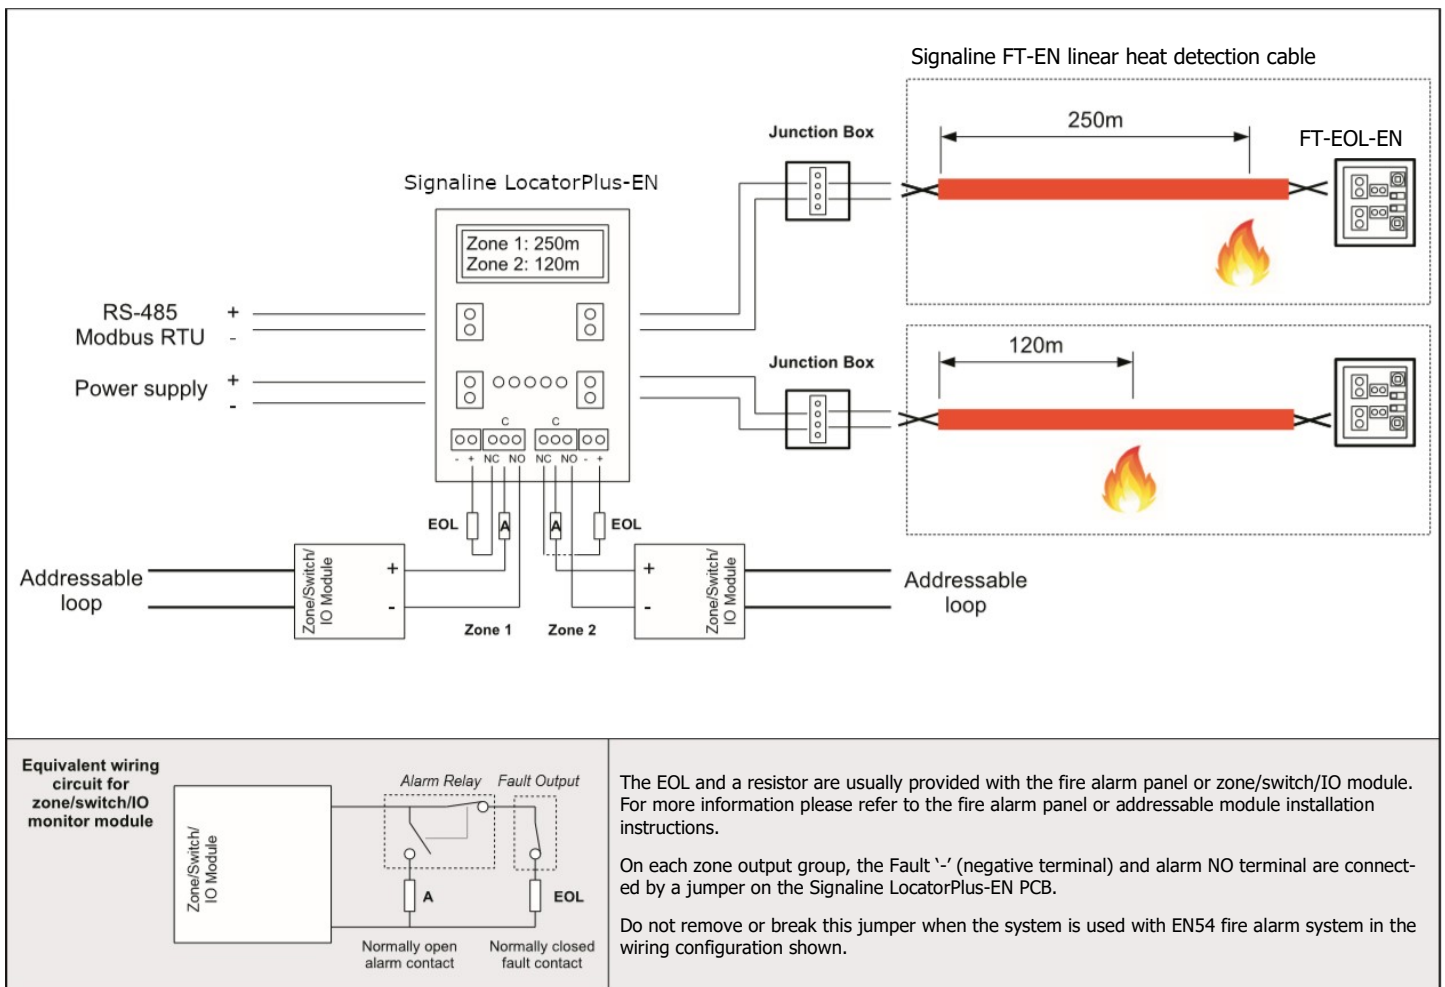 Signaline FT-EN linear heat detection cable
250m
Junction Box
FT-EOL-EN
Signaline LocatorPlus-EN
Zone 1: 250m
Zone 2: 120m
RS-485
Modbus RTU
+
-
120m
Junction Box
Power supply
+
-
C
C
- + NC NO NC NO - +
EOL
A
A
EOL
Addressable
loop
Zone/Switch/
IO Module
+
-
Zone 1
Zone 2
+
-
Zone/Switch/
IO Module
Addressable
loop
Equivalent wiring
circuit for
zone/switch/IO
monitor module
Zone/Switch/
IO Module
Alarm Relay
Fault Output
A
EOL
Normally open
alarm contact
Normally closed
fault contact
The EOL and a resistor are usually provided with the fire alarm panel or zone/switch/IO module.
For more information please refer to the fire alarm panel or addressable module installation
instructions.
On each zone output group, the Fault ‘-’ (negative terminal) and alarm NO terminal are connect-
ed by a jumper on the Signaline LocatorPlus-EN PCB.
Do not remove or break this jumper when the system is used with EN54 fire alarm system in the
wiring configuration shown.